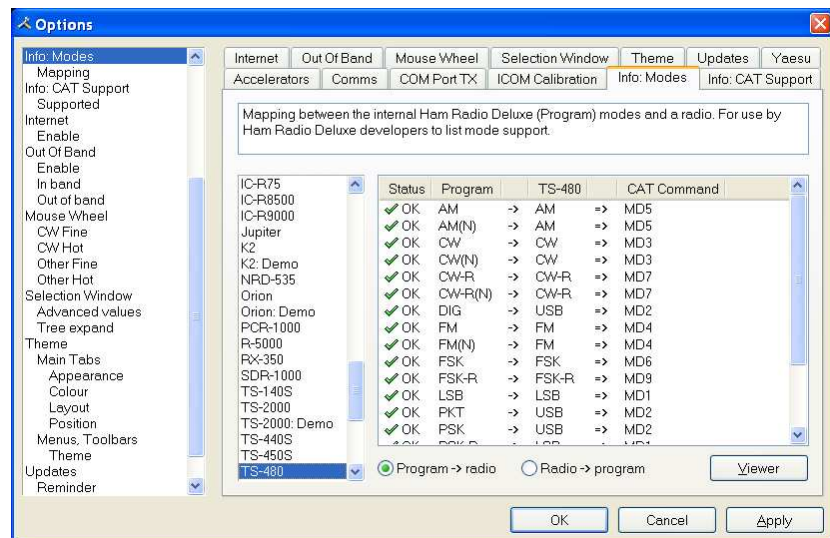 Options
Info: Modes
Mapping
Info: CAT Support
Supported
Internet
Enable
Out Of Band
Enable
In band
Out of band
Mouse Wheel
CW Fine
CW Hot
Other Fine
Other Hot
Selection Window
Advanced values
Tree expand
Theme
Main Tabs
Appearance
Colour
Layout
Position
Menus, Toolbars
Theme
Updates
Reminder
Internet Out Of Band Mouse Wheel Selection Window Theme Updates Yaesu
Accelerators Comms COM Port TX ICOM Calibration Info: Modes Info: CAT Support
Mapping between the internal Ham Radio Deluxe (Program) modes and a radio. For use by
Ham Radio Deluxe developers to list mode support.
IC-R75
IC-R8500
IC-R9000
Jupiter
K2
K2: Demo
NRD-535
Orion
Orion: Demo
PCR-1000
R-5000
RX-350
SDR-1000
TS-140S
TS-2000
TS-2000: Demo
TS-440S
TS-450S
TS-480
Status Program TS-480 CAT Command
OK AM -> AM => MD5
OK AM(N) -> AM => MD5
OK CW -> CW => MD3
OK CW(N) -> CW => MD3
OK CW-R -> CW-R => MD7
OK CW-R(N) -> CW-R => MD7
OK DIG -> USB => MD2
OK FM -> FM => MD4
OK FM(N) -> FM => MD4
OK FSK -> FSK => MD6
OK FSK-R -> FSK-R => MD9
OK LSB -> LSB => MD1
OK PKT -> USB => MD2
OK PSK -> USB => MD2
Program -> radio Radio -> program Viewer
OK Cancel Apply